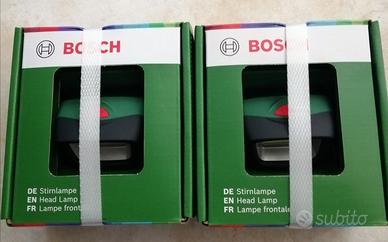 BOSCH
DE Stirnlampe
EN Head Lamp
FR Lampe frontale
BOSCH
DE Stirnlampe
EN Head Lamp
FR Lampe frontale
subito